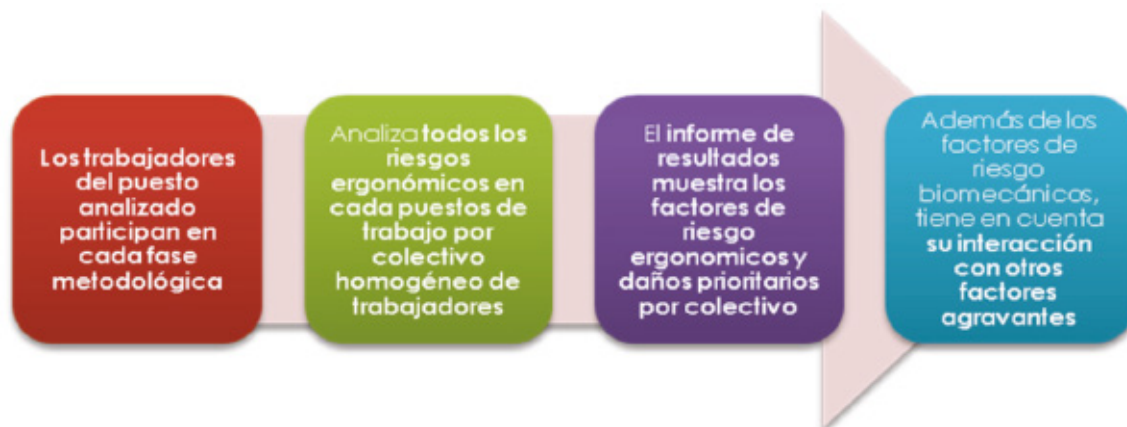 Los trabajadores
del puesto
analizado
participan en
cada fase
metodológica
Analiza todos los
riesgos
ergonómicos en
cada puestos de
trabajo por
colectivo
homogéneo de
trabajadores
El informe de
resultados
muestra los
factores de
riesgo
ergonomicos y
daños prioritarios
por colectivo
Además de los
factores de
riesgo
biomecánicos,
tiene en cuenta
su interacción
con otros
factores
agravantes